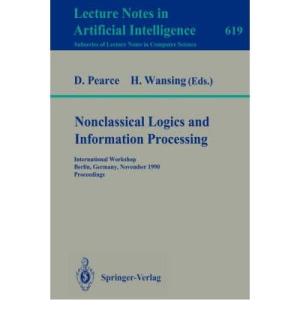 Lecture Notes in
Artificial Intelligence 619
Subseries of Lecture Notes in Computer Science
D. Pearce H. Wansing (Eds.)
Nonclassical Logics and
Information Processing
International Workshop
Berlin, Germany, November 1990
Proceedings
Springer-Verlag